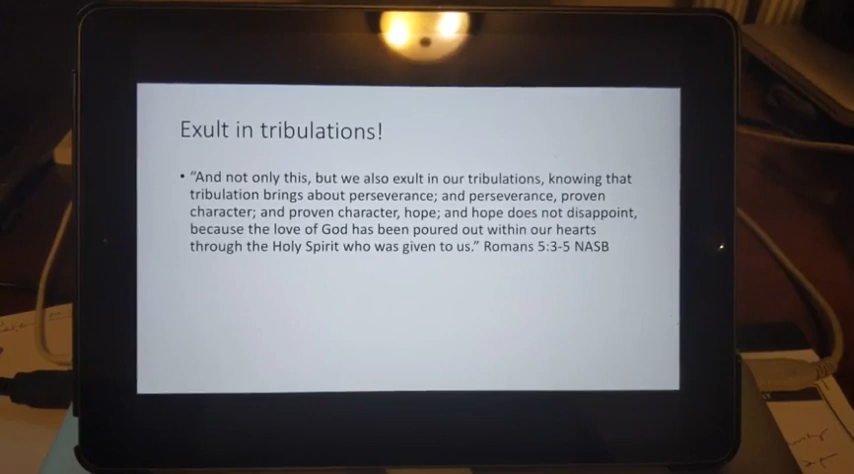 Exult in tribulations!
• “And not only this, but we also exult in our tribulations, knowing that
tribulation brings about perseverance; and perseverance, proven
character; and proven character, hope; and hope does not disappoint,
because the love of God has been poured out within our hearts
through the Holy Spirit who was given to us.” Romans 5:3-5 NASB